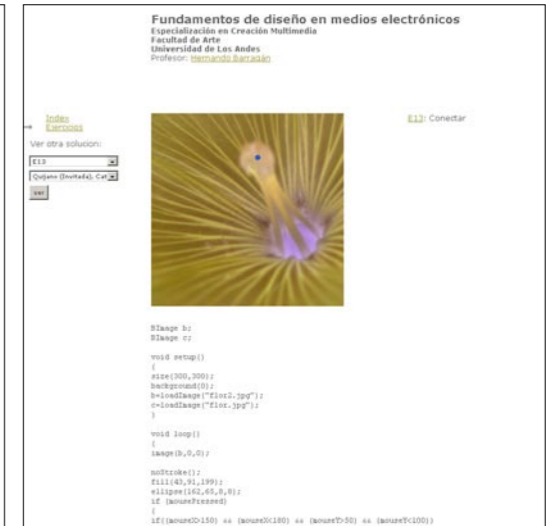 Fundamentos de diseño en medios electrónicos
Especialización en Creación Multimedia
Facultad de Arte
Universidad de Los Andes
Profesor: Hernando Barragán
Index
Ejercicios
Ver otra solucion:
E13
Quijano (Invitada), Cat
ver
E13: Conectar
BImage b;
BImage c;
void setup()
{
size(300,300);
background(0);
b=loadImage("flor2.jpg");
c=loadImage("flor.jpg");
}
void loop()
{
image(b,0,0);
noStroke();
fill(43,91,199);
ellipse(162,65,8,8);
if (mousePressed)
{
if((mouseX>150) && (mouseX<180) && (mouseY>50) && (mouseY<100))